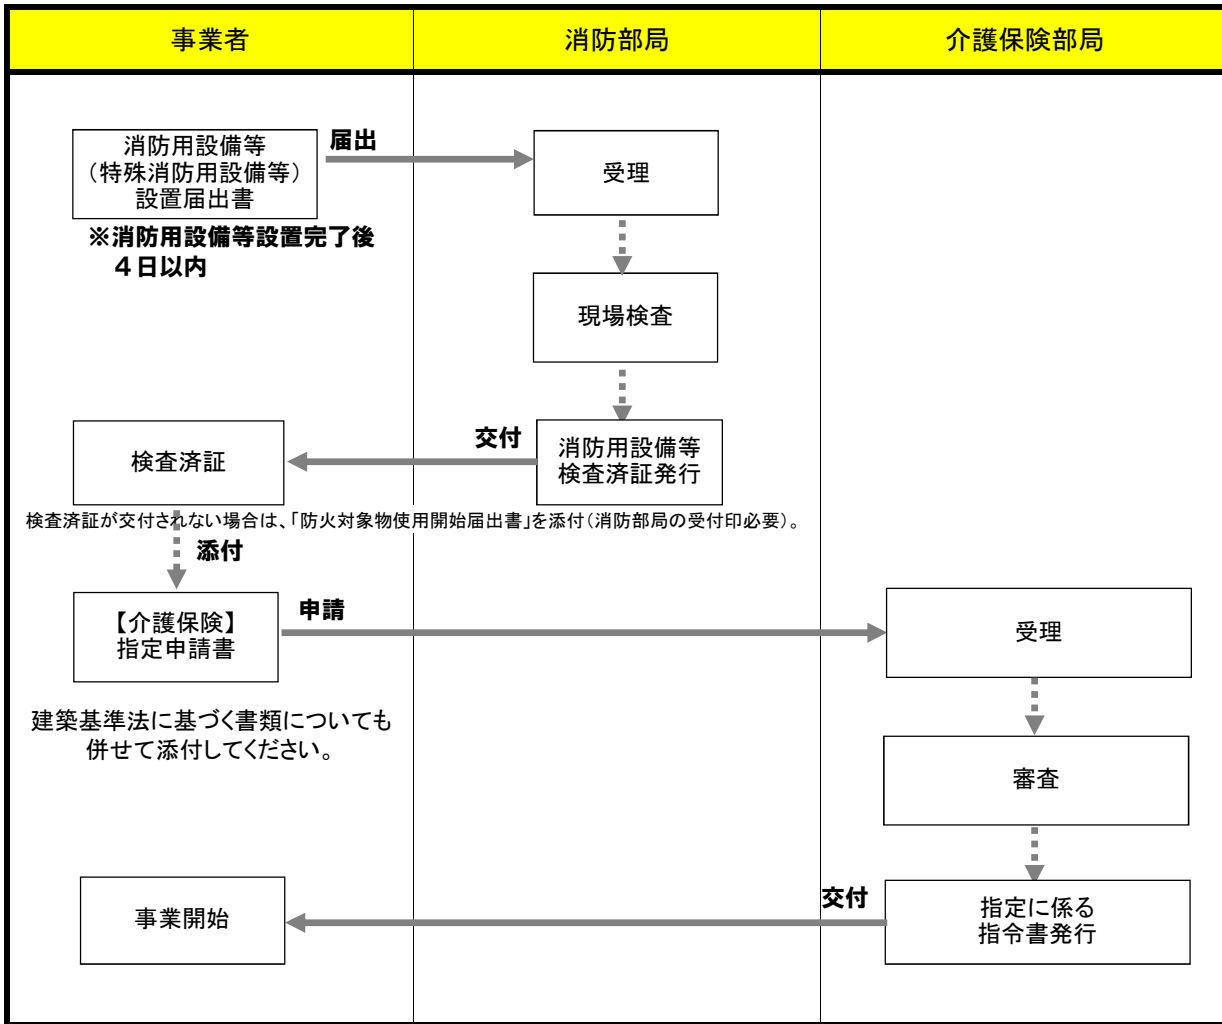 事業者
消防部局
介護保険部局
消防用設備等
（特殊消防用設備等）
設置届出書
届出
受理
※消防用設備等設置完了後
４日以内
現場検査
検査済証
交付
消防用設備等
検査済証発行
検査済証が交付されない場合は、「防火対象物使用開始届出書」を添付（消防部局の受付印必要）。
添付
【介護保険】
指定申請書
申請
受理
建築基準法に基づく書類についても
併せて添付してください。
審査
事業開始
交付
指定に係る
指令書発行